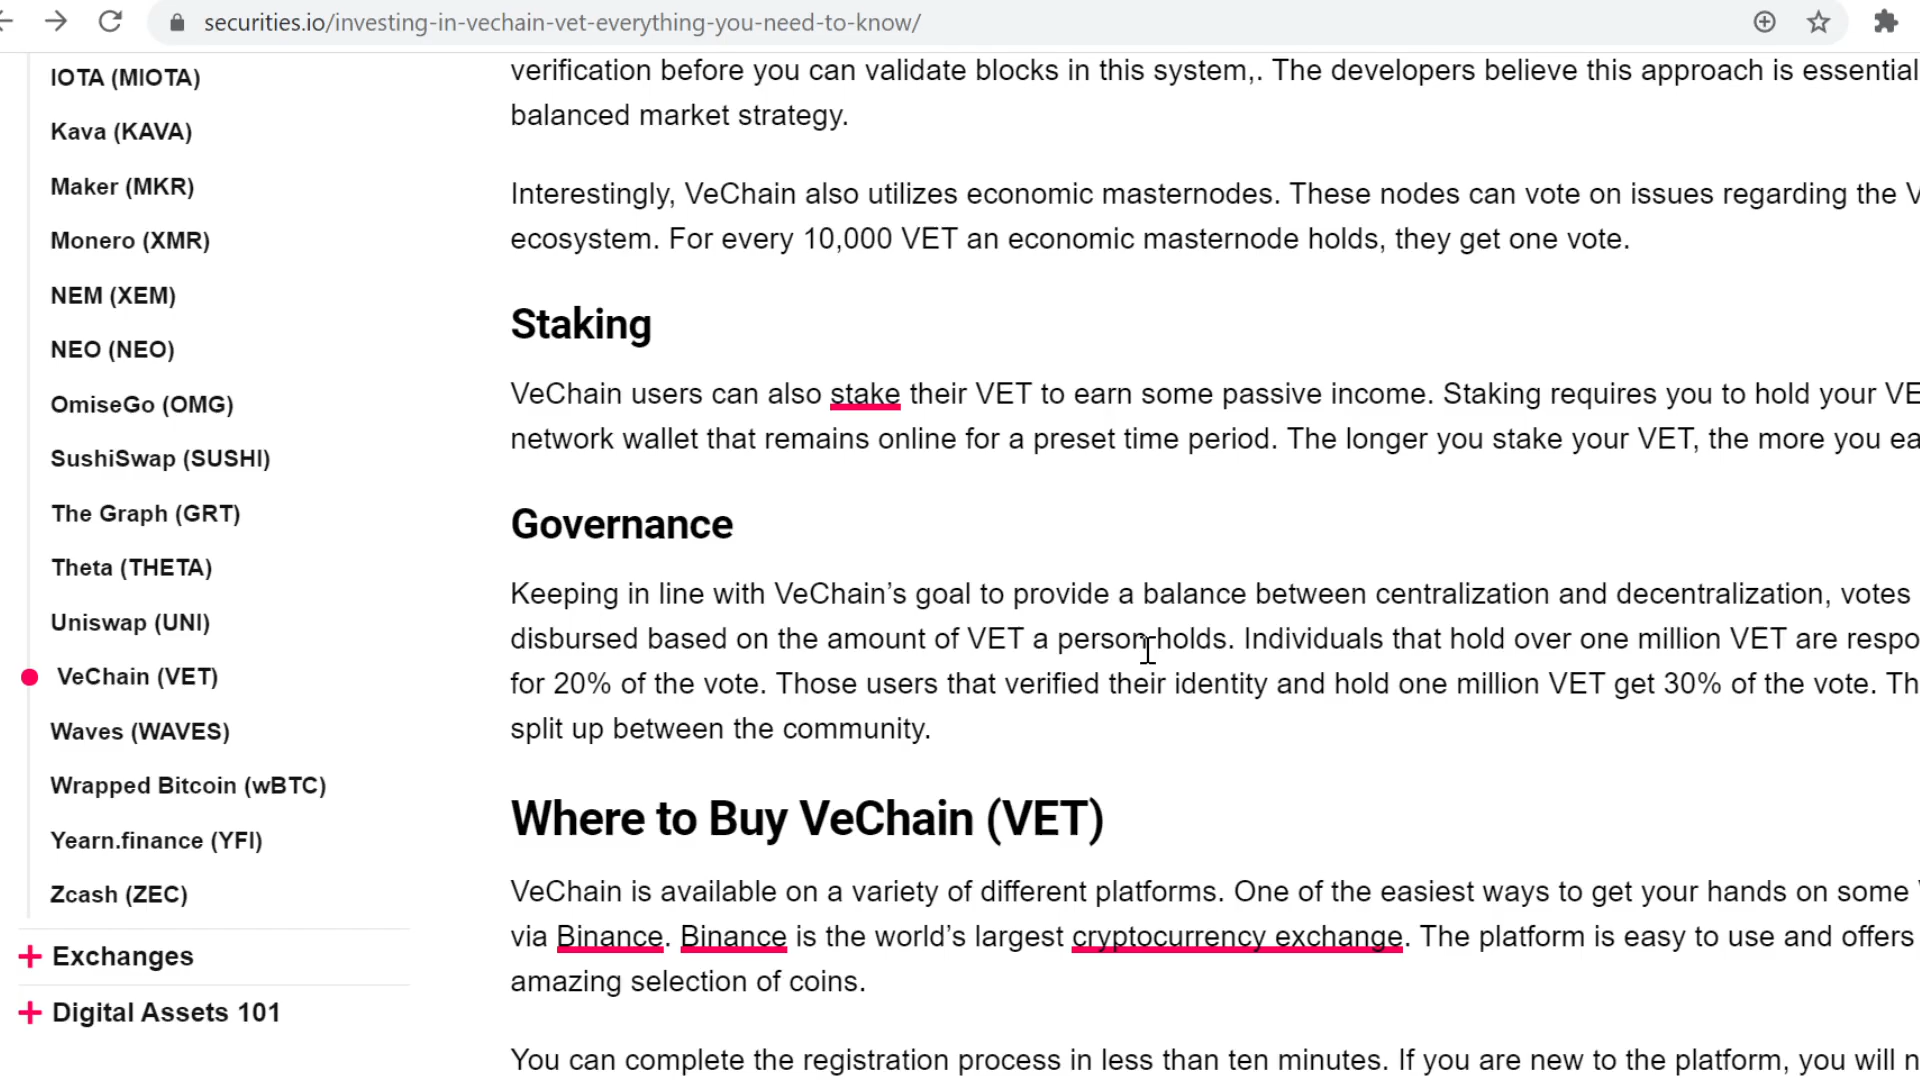 securities.io/investing-in-vechain-vet-everything-you-need-to-know/
IOTA (MIOTA)
Kava (KAVA)
Maker (MKR)
Monero (XMR)
NEM (XEM)
NEO (NEO)
OmiseGo (OMG)
SushiSwap (SUSHI)
The Graph (GRT)
Theta (THETA)
Uniswap (UNI)
VeChain (VET)
Waves (WAVES)
Wrapped Bitcoin (wBTC)
Yearn.finance (YFI)
Zcash (ZEC)
Exchanges
Digital Assets 101
verification before you can validate blocks in this system,. The developers believe this approach is essential
balanced market strategy.
Interestingly, VeChain also utilizes economic masternodes. These nodes can vote on issues regarding the
ecosystem. For every 10,000 VET an economic masternode holds, they get one vote.
Staking
VeChain users can also stake their VET to earn some passive income. Staking requires you to hold your
network wallet that remains online for a preset time period. The longer you stake your VET, the more you
Governance
Keeping in line with VeChain’s goal to provide a balance between centralization and decentralization, votes
disbursed based on the amount of VET a person holds. Individuals that hold over one million VET are
for 20% of the vote. Those users that verified their identity and hold one million VET get 30% of the vote.
split up between the community.
Where to Buy VeChain (VET)
VeChain is available on a variety of different platforms. One of the easiest ways to get your hands on some
via Binance. Binance is the world’s largest cryptocurrency exchange. The platform is easy to use and offers
amazing selection of coins.
You can complete the registration process in less than ten minutes. If you are new to the platform, you will